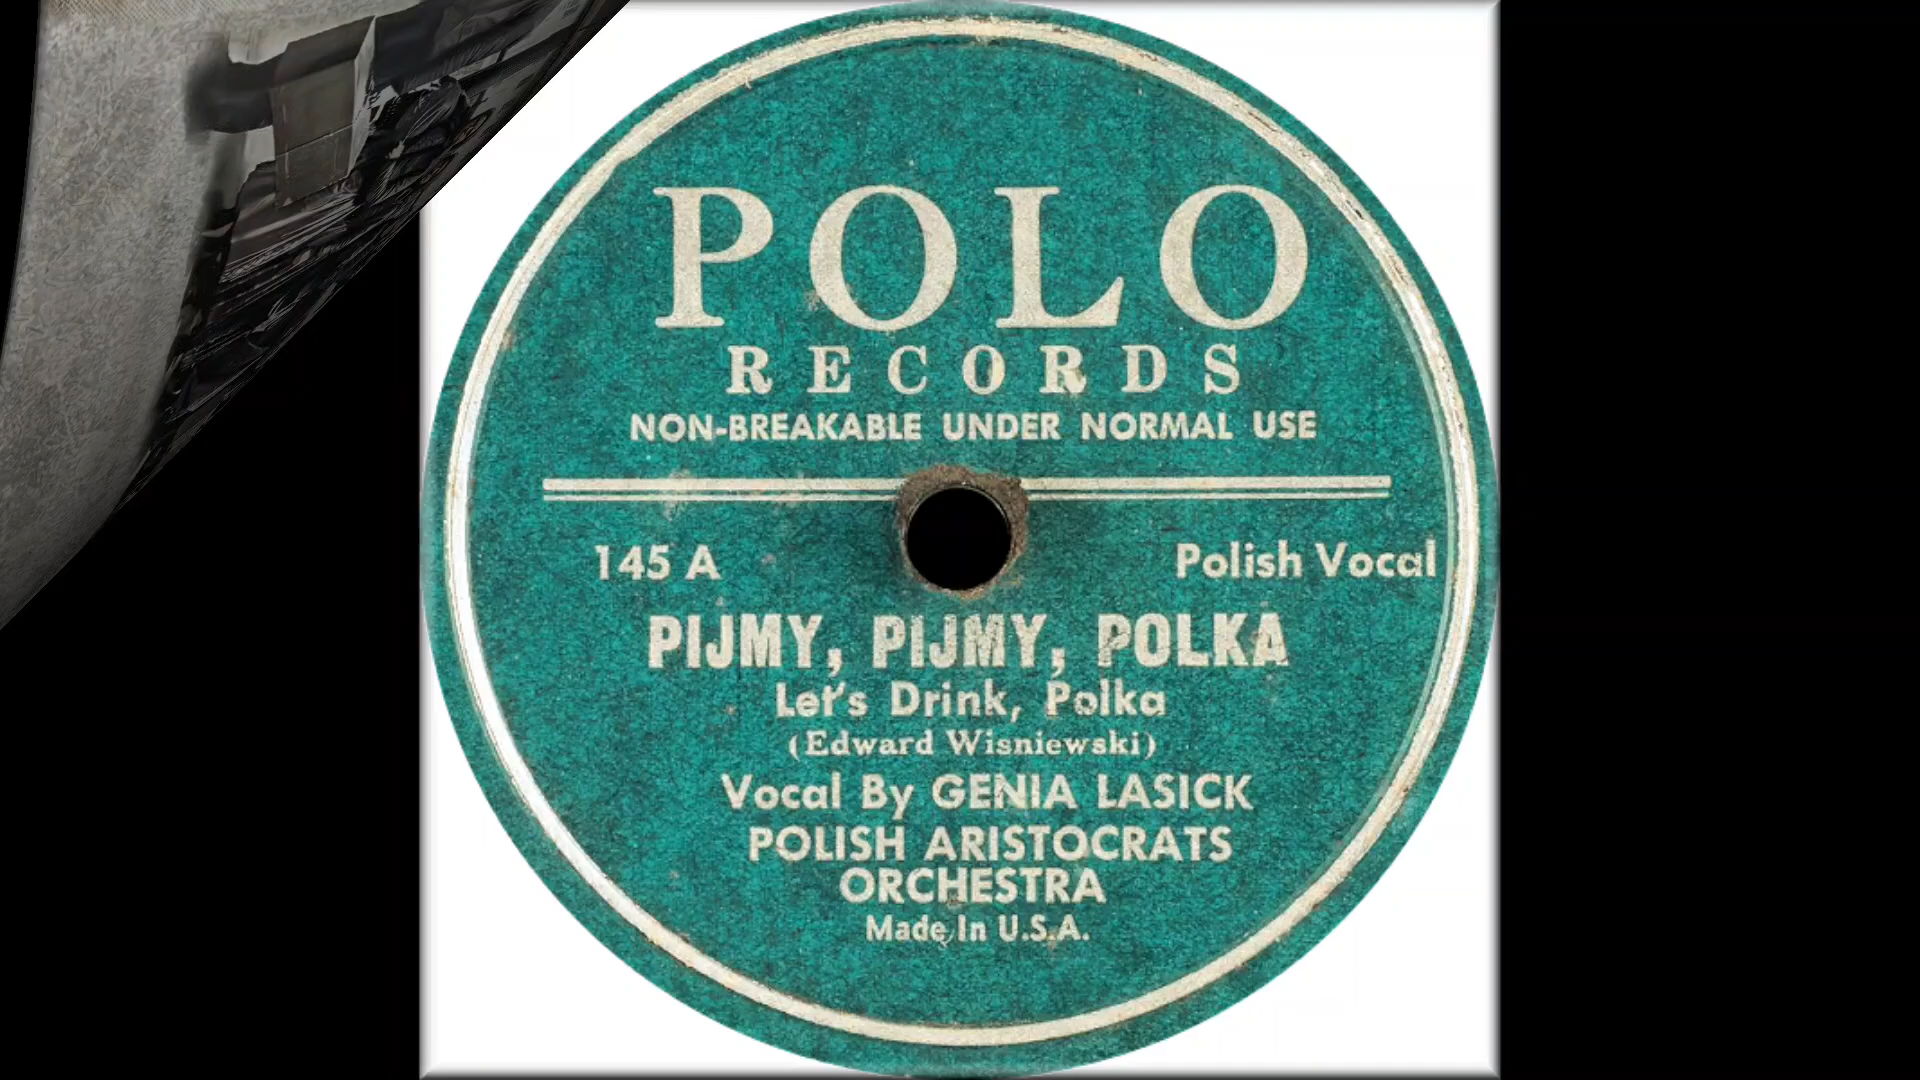 POLO
RECORDS
NON-BREAKABLE UNDER NORMAL USE
145 A
Polish Vocal
PIJMY, PIJMY, POLKA
Let's Drink, Polka
(Edward Wisniewski)
Vocal By GENIA LASICK
POLISH ARISTOCRATS
ORCHESTRA
Made In U.S.A.